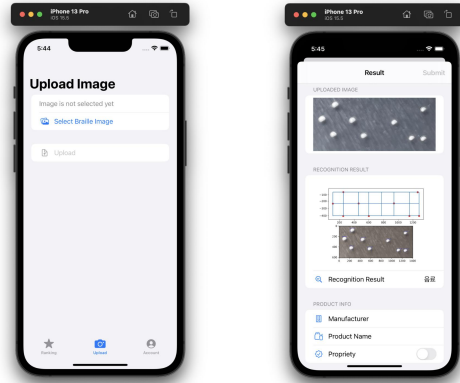 iPhone 13 Pro
iOS 15.5
5:44
Upload Image
Image is not selected yet
Select Braille Image
Upload
Ranking
Upload
Account
iPhone 13 Pro
iOS 15.5
5:45
Result
Submit
UPLOADED IMAGE
RECOGNITION RESULT
Recognition Result
음료
PRODUCT INFO
Manufacturer
Product Name
Propriety